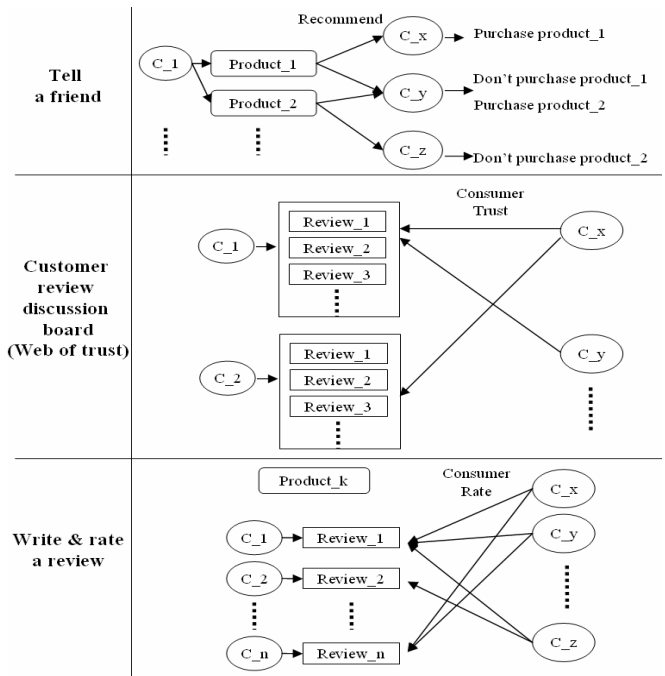 Tell
a friend
Recommend
C_1
Product_1
Product_2
C_x
C_y
C_z
Purchase product_1
Don't purchase product_1
Purchase product_2
Don't purchase product_2
Customer
review
discussion
board
(Web of trust)
C_1
Review_1
Review_2
Review_3
C_2
Review_1
Review_2
Review_3
Consumer
Trust
C_x
C_y
Write & rate
a review
Product_k
C_1
Review_1
C_2
Review_2
C_n
Review_n
Consumer
Rate
C_x
C_y
C_z